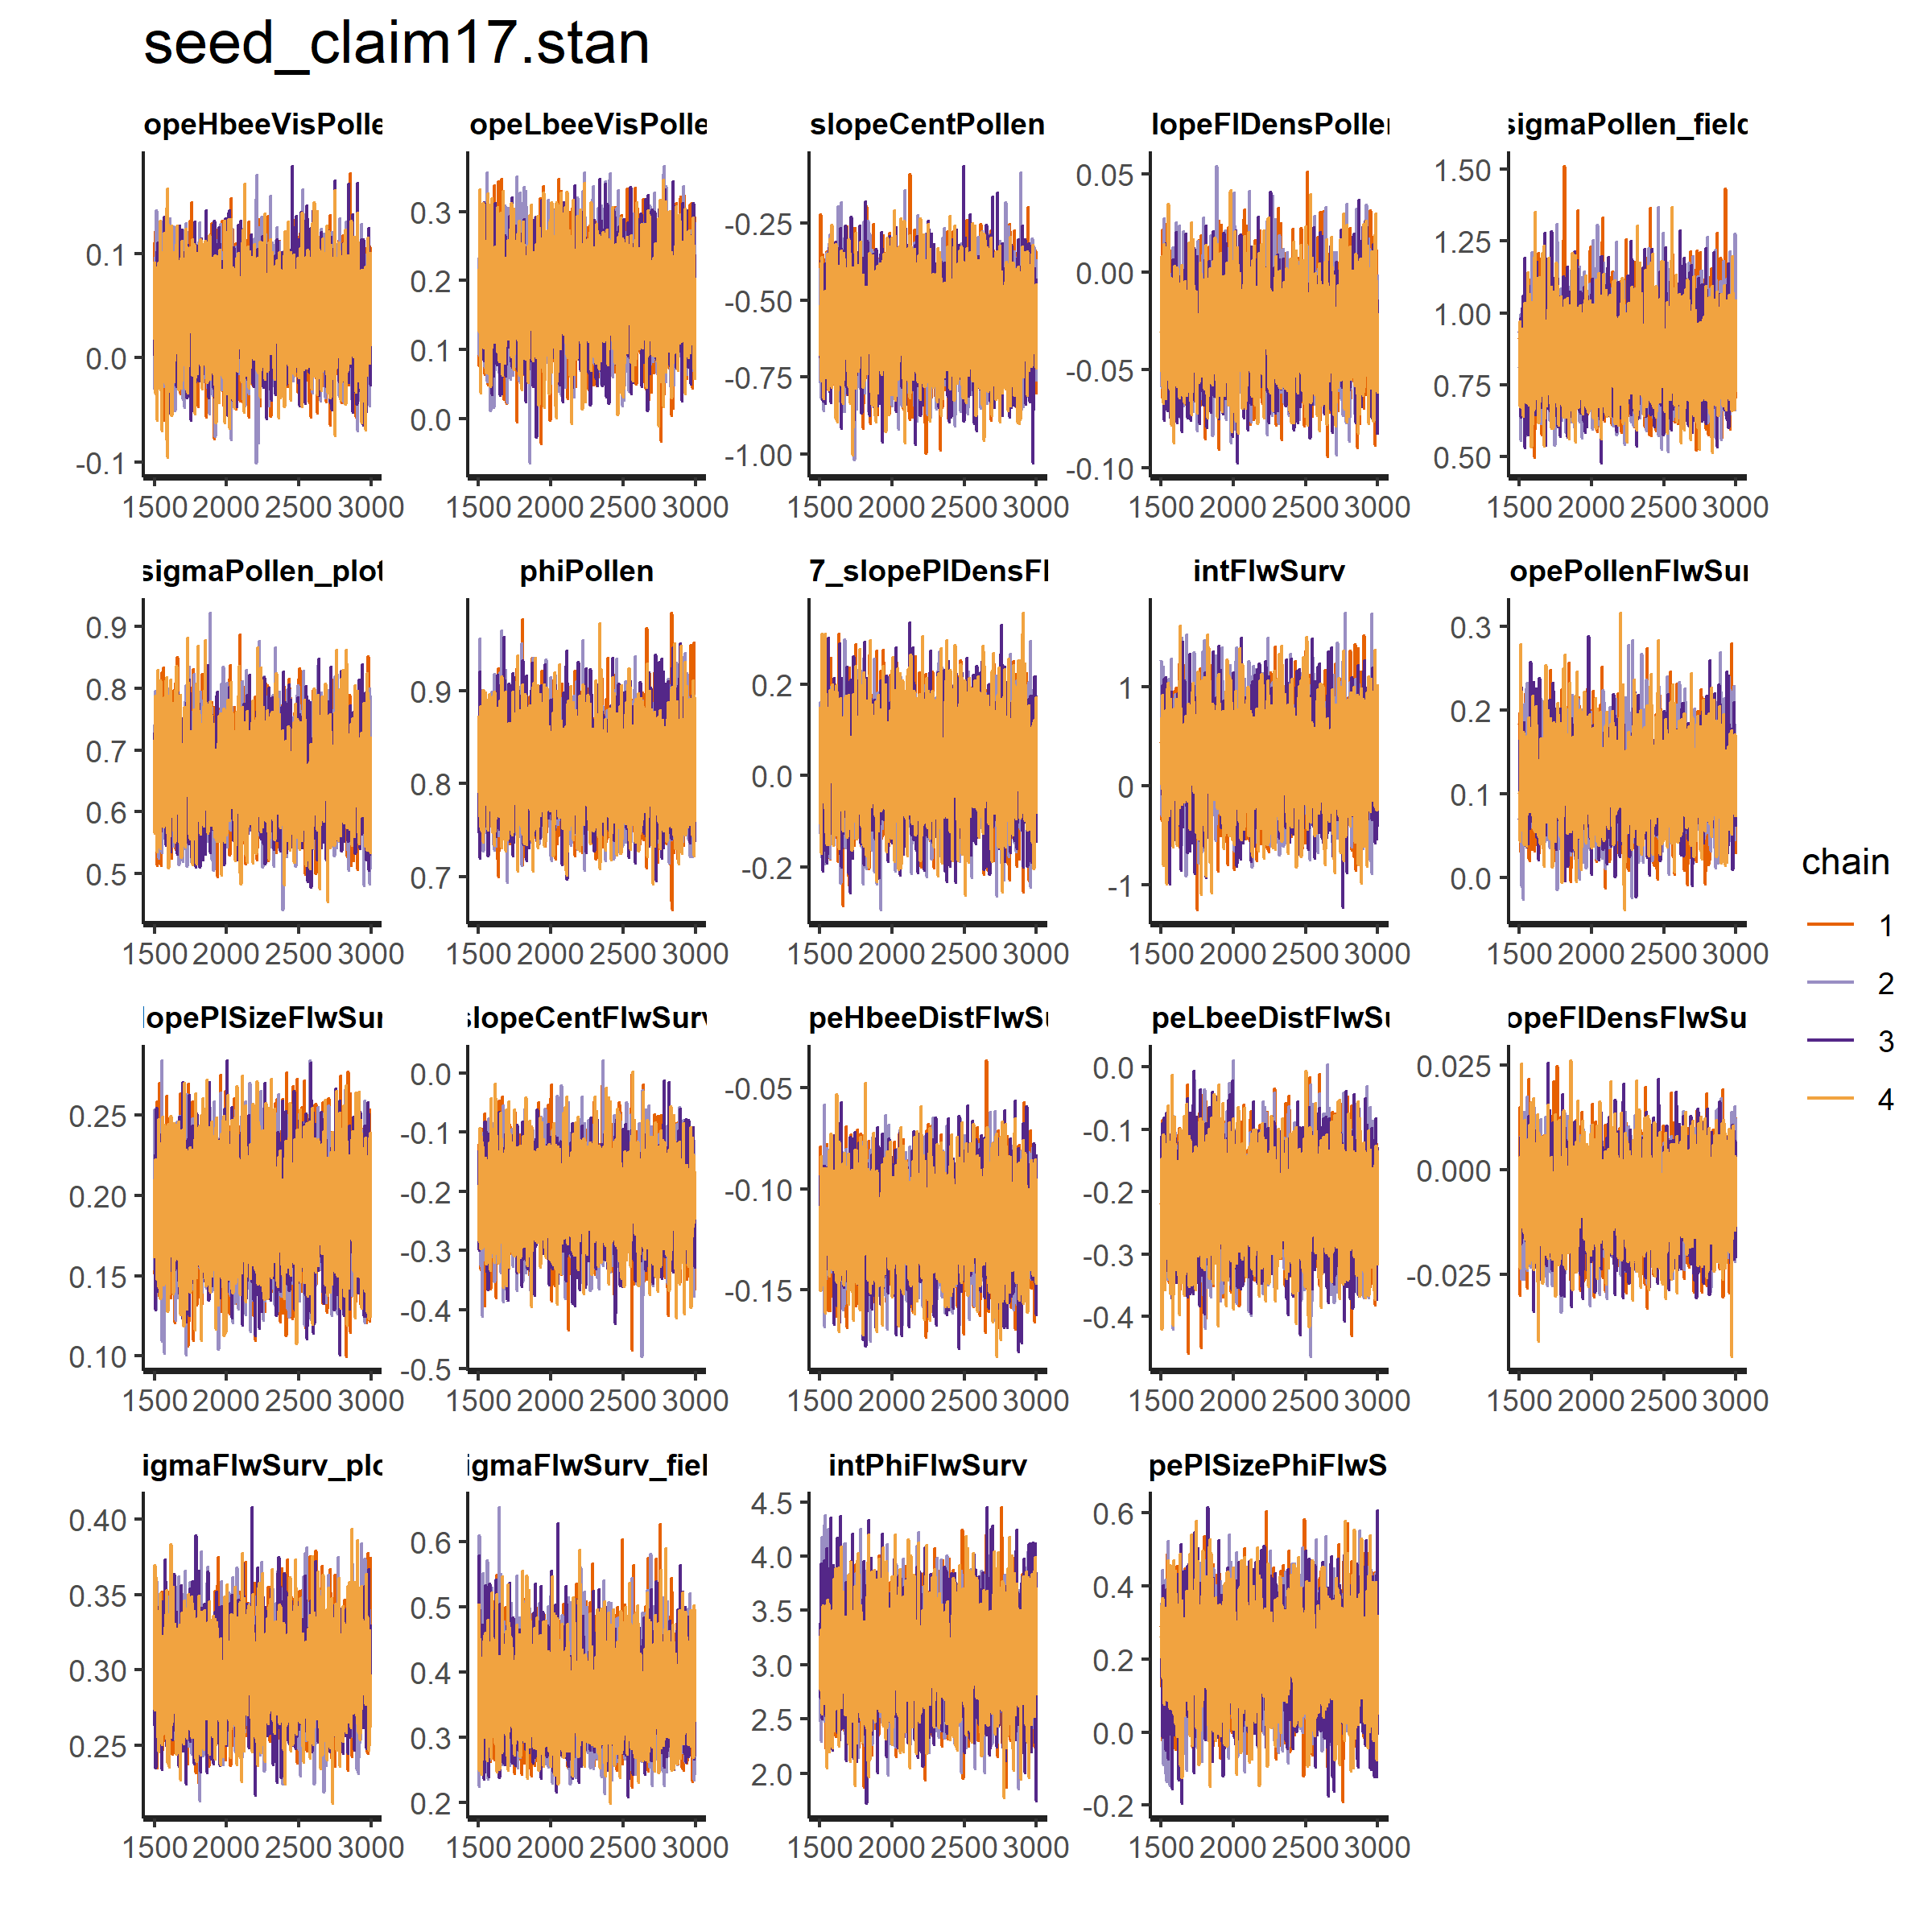 seed_claim17.stan
opeHbeeVisPolle
opeLbeeVisPolle
slopeCentPollen
lopeFlDensPollen
sigmaPollen_field
0.1
0.0
-0.1
0.3
0.2
0.1
0.0
-0.25
-0.50
-0.75
-1.00
0.05
0.00
-0.05
-0.10
1.50
1.25
1.00
0.75
0.50
1500 2000 2500 3000
1500 2000 2500 3000
1500 2000 2500 3000
1500 2000 2500 3000
1500 2000 2500 3000
sigmaPollen_plot
phiPollen
7_slopePlDensFl
intFlwSurv
opePollenFlwSur
0.9
0.8
0.7
0.6
0.5
0.9
0.8
0.7
0.2
0.0
-0.2
1
0
-1
0.3
0.2
0.1
0.0
1500 2000 2500 3000
1500 2000 2500 3000
1500 2000 2500 3000
1500 2000 2500 3000
1500 2000 2500 3000
lopePlSizeFlwSur
slopeCentFlwSurv
peHbeeDistFlwSu
peLbeeDistFlwSu
opeFlDensFlwSu
0.25
0.20
0.15
0.10
0.0
-0.1
-0.2
-0.3
-0.4
-0.5
-0.05
-0.10
-0.15
0.0
-0.1
-0.2
-0.3
-0.4
0.025
0.000
-0.025
1500 2000 2500 3000
1500 2000 2500 3000
1500 2000 2500 3000
1500 2000 2500 3000
1500 2000 2500 3000
igmaFlwSurv_plo
igmaFlwSurv_fiel
intPhiFlwSurv
pePlSizePhiFlwS
0.40
0.35
0.30
0.25
0.6
0.5
0.4
0.3
0.2
4.5
4.0
3.5
3.0
2.5
2.0
0.6
0.4
0.2
0.0
-0.2
1500 2000 2500 3000
1500 2000 2500 3000
1500 2000 2500 3000
1500 2000 2500 3000
chain
1
2
3
4